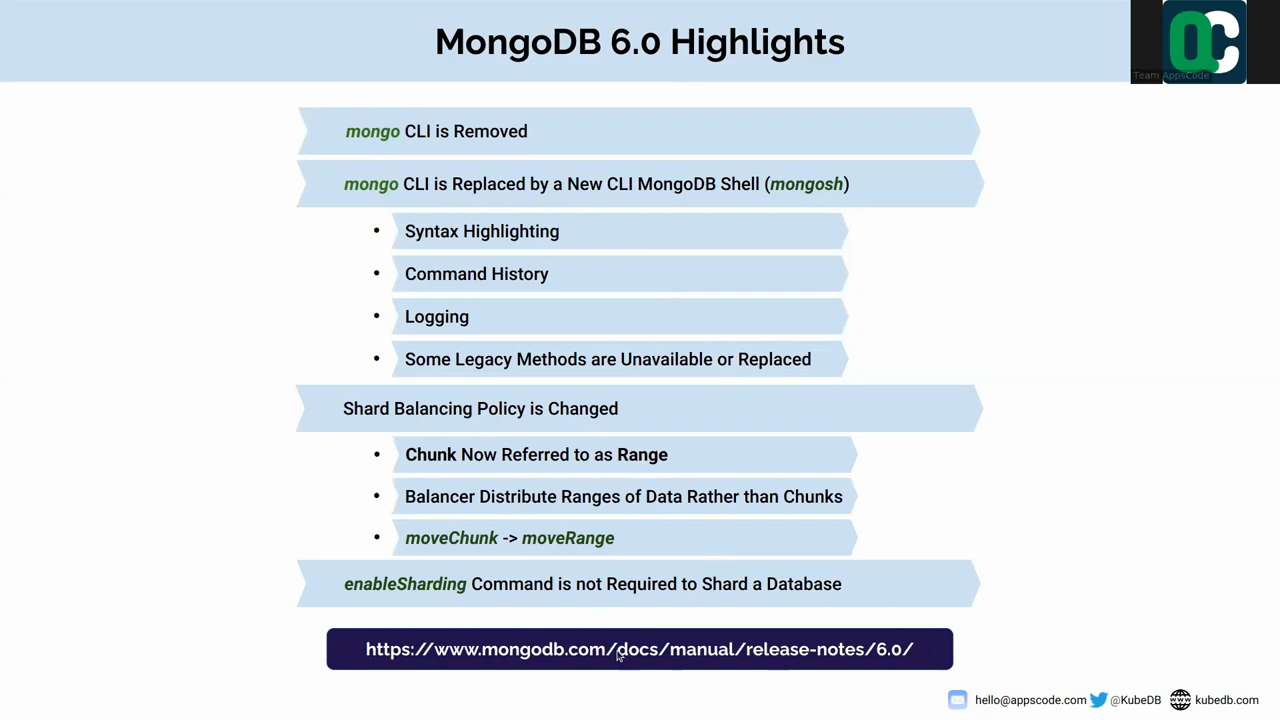 MongoDB 6.0 Highlights
Team AppsCode
mongo CLI is Removed
mongo CLI is Replaced by a New CLI MongoDB Shell (mongosh)
• Syntax Highlighting
• Command History
• Logging
• Some Legacy Methods are Unavailable or Replaced
Shard Balancing Policy is Changed
• Chunk Now Referred to as Range
• Balancer Distribute Ranges of Data Rather than Chunks
• moveChunk -> moveRange
enableSharding Command is not Required to Shard a Database
https://www.mongodb.com/docs/manual/release-notes/6.0/
hello@appscode.com @KubeDB kubedb.com